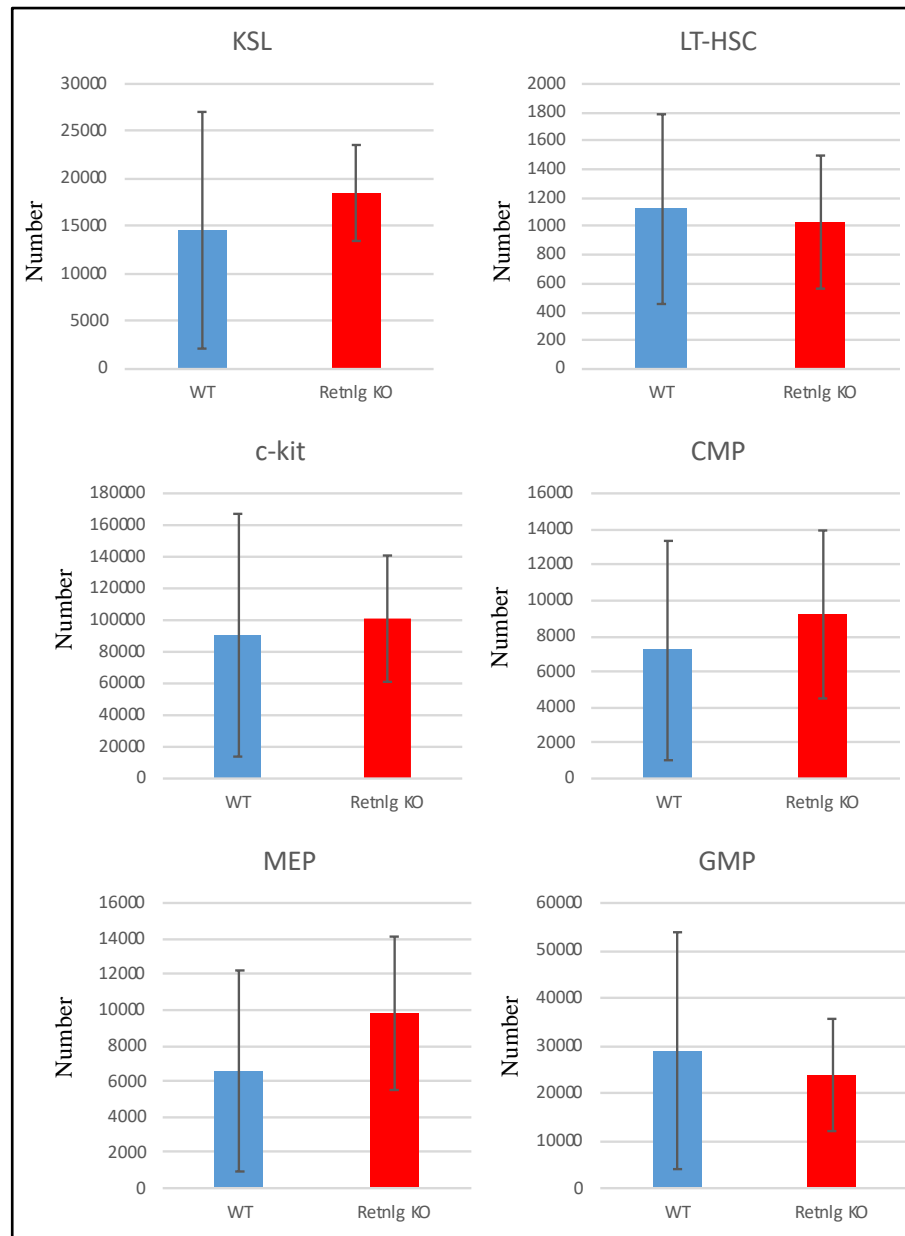 KSL
30000
25000
20000
15000
10000
5000
0
Number
WT Retnlg KO
LT-HSC
2000
1800
1600
1400
1200
1000
800
600
400
200
0
Number
WT Retnlg KO
c-kit
180000
160000
140000
120000
100000
80000
60000
40000
20000
0
Number
WT Retnlg KO
CMP
16000
14000
12000
10000
8000
6000
4000
2000
0
Number
WT Retnlg KO
MEP
16000
14000
12000
10000
8000
6000
4000
2000
0
Number
WT Retnlg KO
GMP
60000
50000
40000
30000
20000
10000
0
Number
WT Retnlg KO